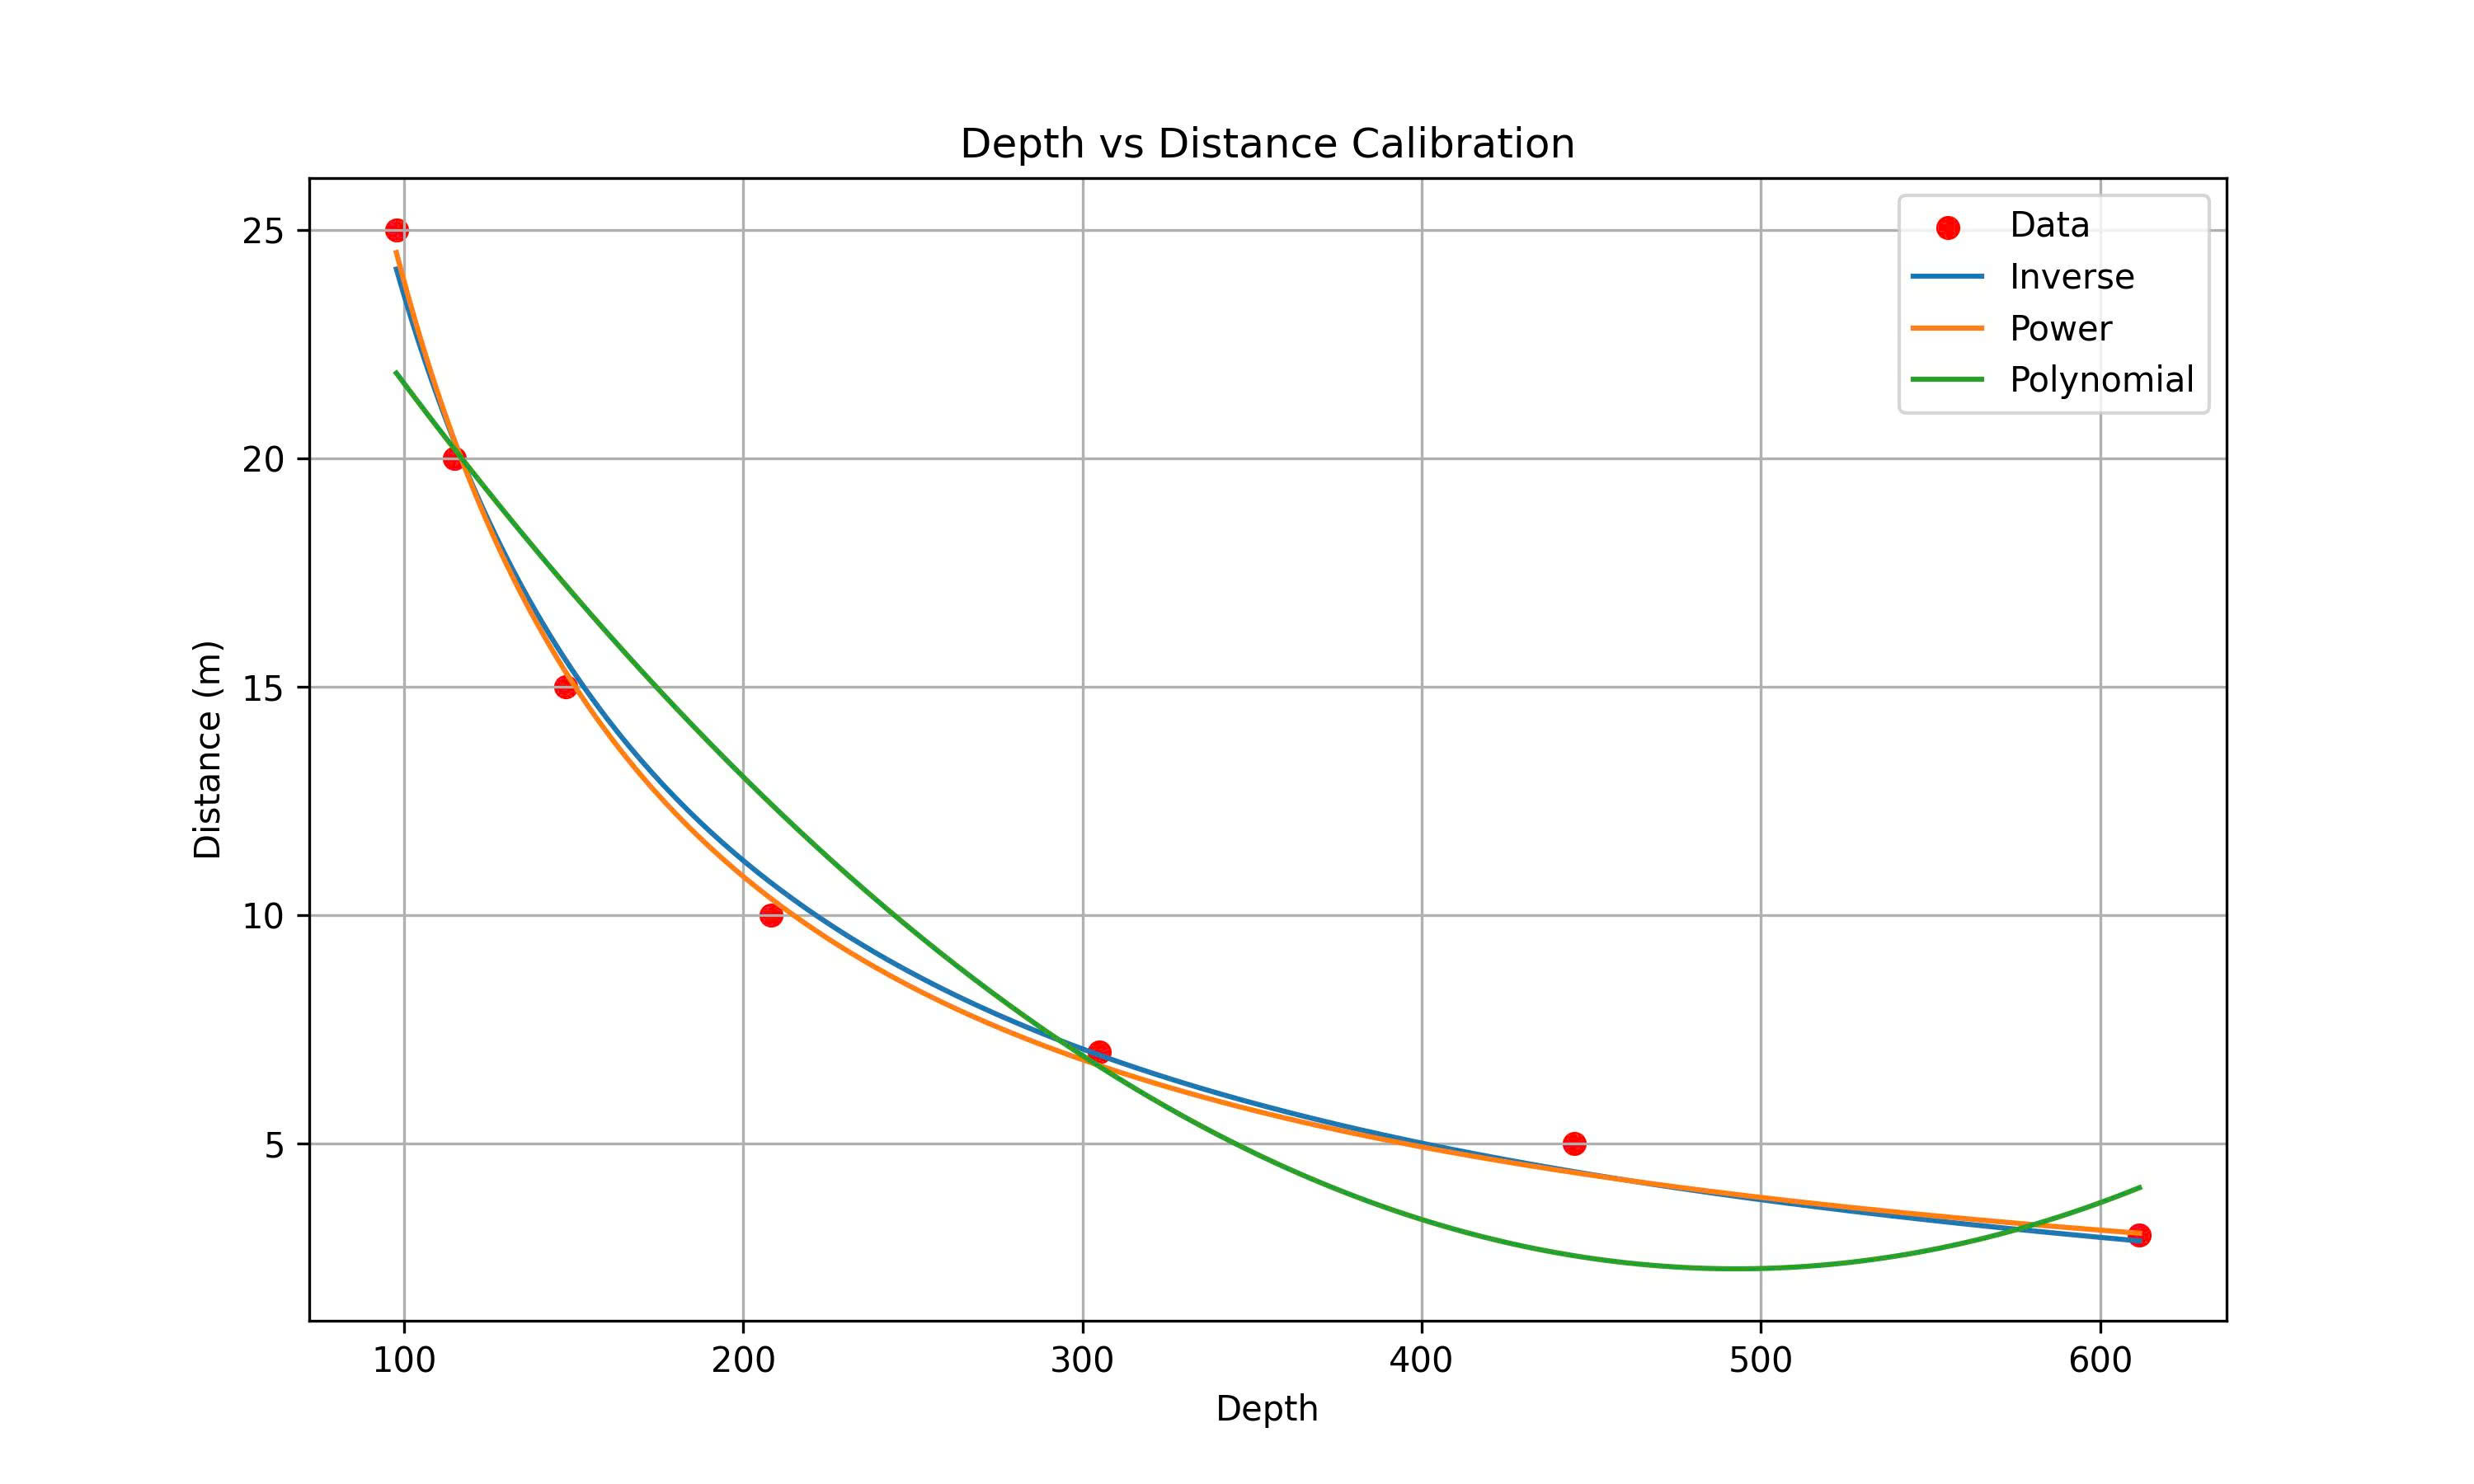 Depth vs Distance Calibration
Data
Inverse
Power
Polynomial
Distance (m)
25
20
15
10
5
100 200 300 400 500 600
Depth